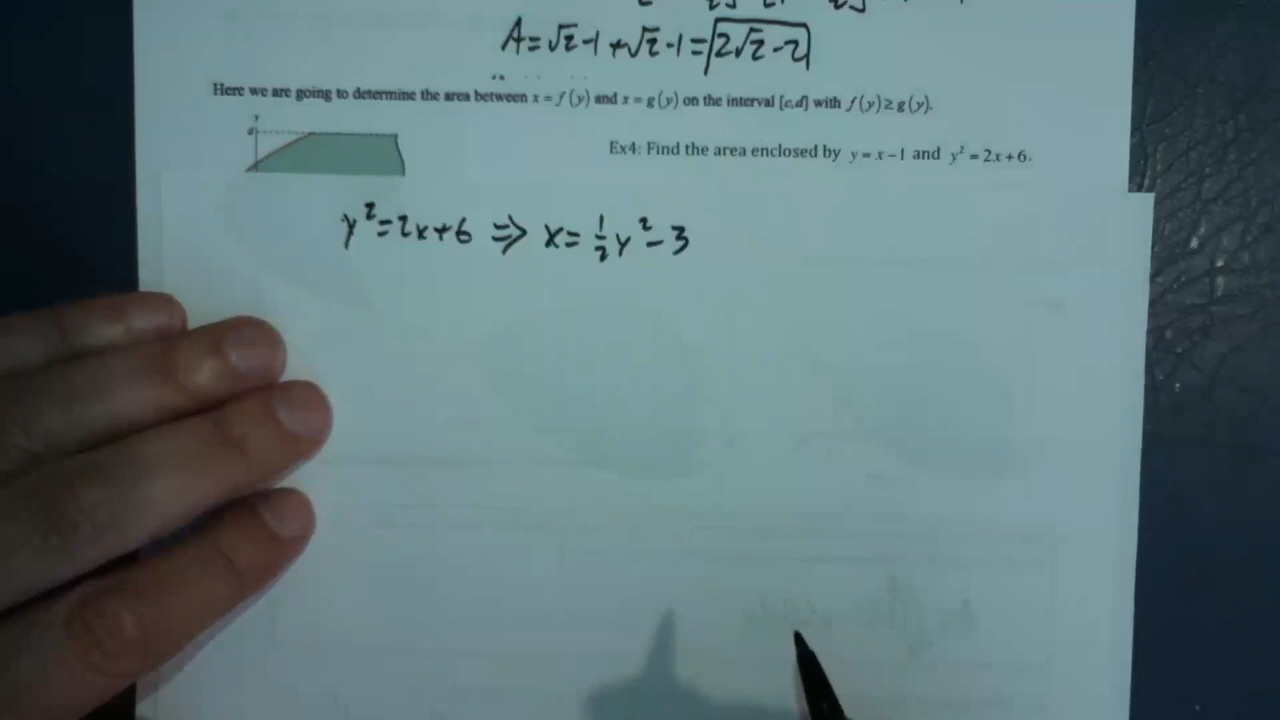 A=√2-1+√2-1=2√2-2
Here we are going to determine the area between x = f(y) and x = g(y) on the interval [c,d] with f(y) ≥ g(y).
y
d
Ex4: Find the area enclosed by y = x−1 and y² = 2x+6.
y²=2x+6 ⇒ x=½y²-3